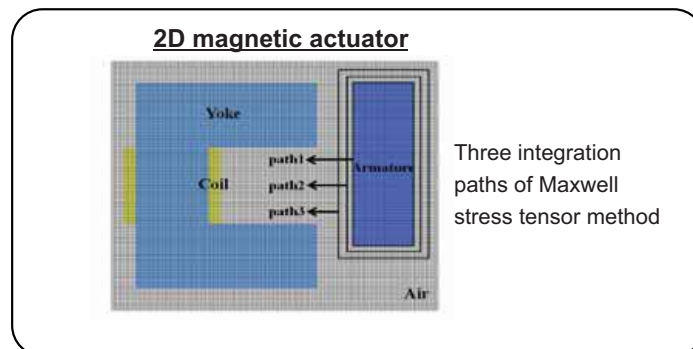 2D magnetic actuator
Yoke
path1
Armature
Coil
path2
path3
Air
Three integration
paths of Maxwell
stress tensor method